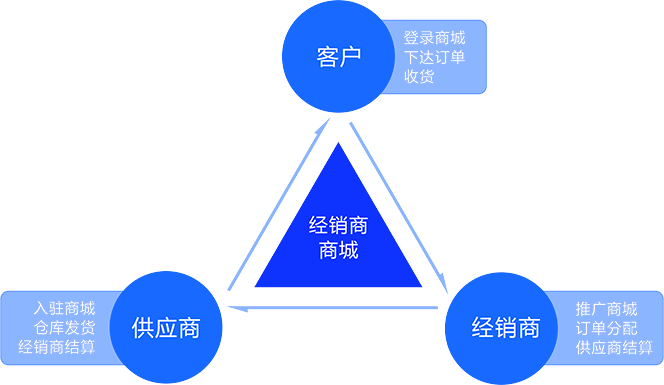 客户
登录商城
下达订单
收货
经销商
商城
入驻商城
仓库发货
经销商结算
供应商
经销商
推广商城
订单分配
供应商结算